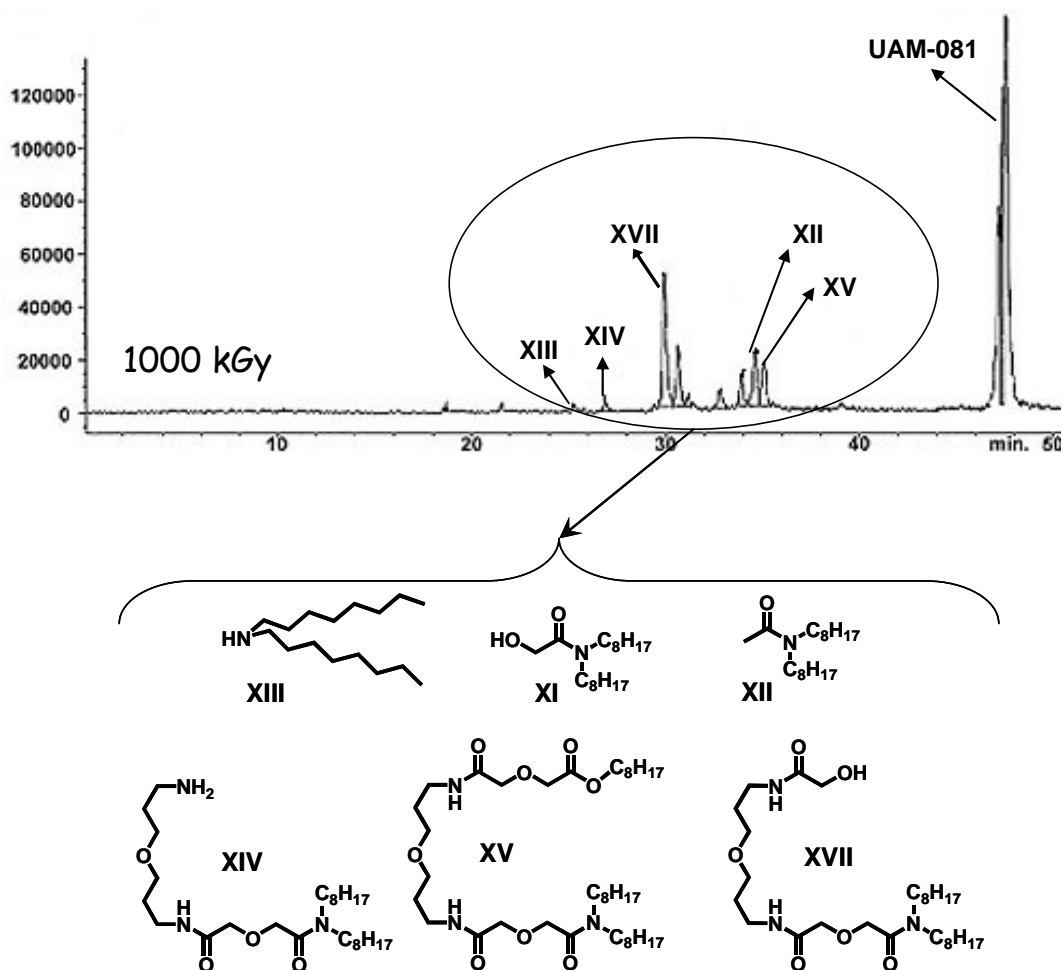 UAM-081
120000
100000
80000
60000
40000
20000
0
XVII
XII
XV
XIII
XIV
1000 kGy
10
20
30
40
min.
50
HN
XIII
HO
O
N
C₈H₁₇
C₈H₁₇
XI
O
N
C₈H₁₇
C₈H₁₇
XII
NH₂
O
XIV
N
H
O
O
O
N
C₈H₁₇
C₈H₁₇
N
H
O
O
O
O
C₈H₁₇
O
XV
N
H
O
O
O
N
C₈H₁₇
C₈H₁₇
N
H
O
OH
O
XVII
N
H
O
O
O
N
C₈H₁₇
C₈H₁₇